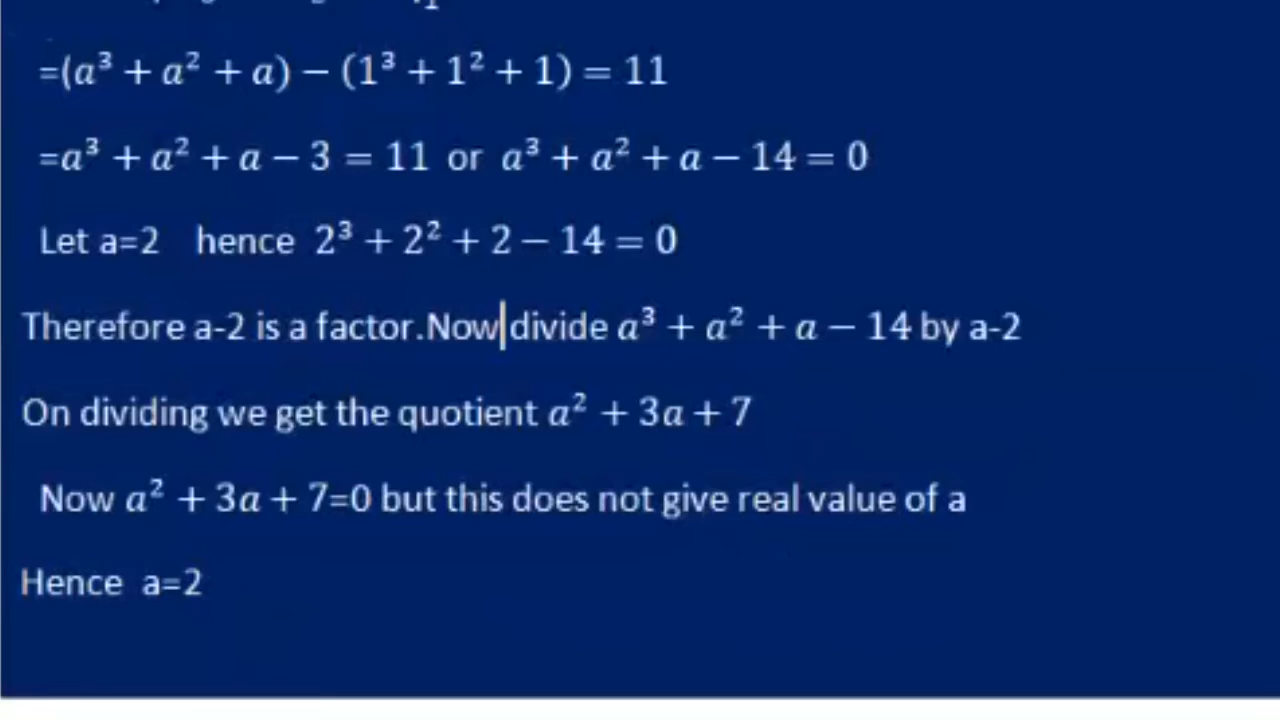 =(a³ + a² + a) − (1³ + 1² + 1) = 11
=a³ + a² + a − 3 = 11 or a³ + a² + a − 14 = 0
Let a=2 hence 2³ + 2² + 2 − 14 = 0
Therefore a-2 is a factor.Now divide a³ + a² + a − 14 by a-2
On dividing we get the quotient a² + 3a + 7
Now a² + 3a + 7=0 but this does not give real value of a
Hence a=2